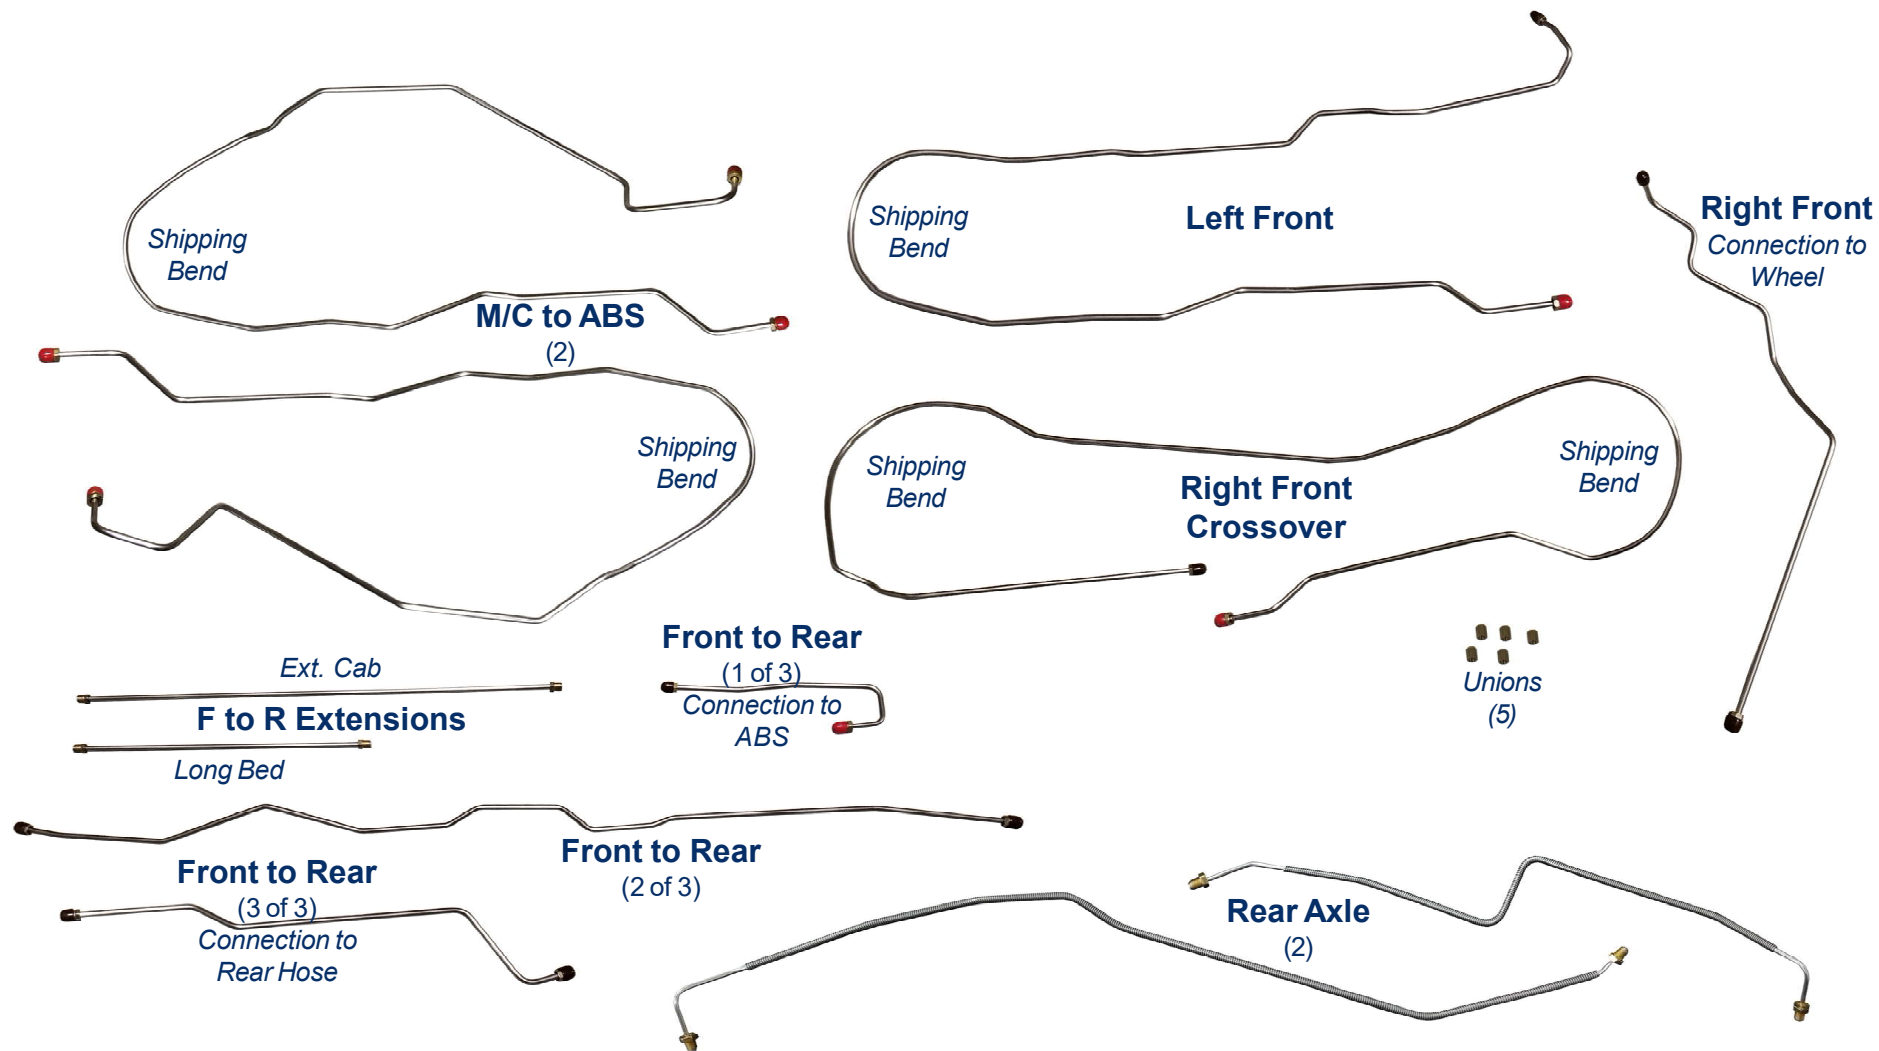 Shipping
Bend
M/C to ABS
(2)
Shipping
Bend
Shipping
Bend
Left Front
Right Front
Connection to
Wheel
Shipping
Bend
Right Front
Crossover
Shipping
Bend
Ext. Cab
F to R Extensions
Long Bed
Front to Rear
(1 of 3)
Connection to
ABS
Unions
(5)
Front to Rear
(2 of 3)
Front to Rear
(3 of 3)
Connection to
Rear Hose
Rear Axle
(2)